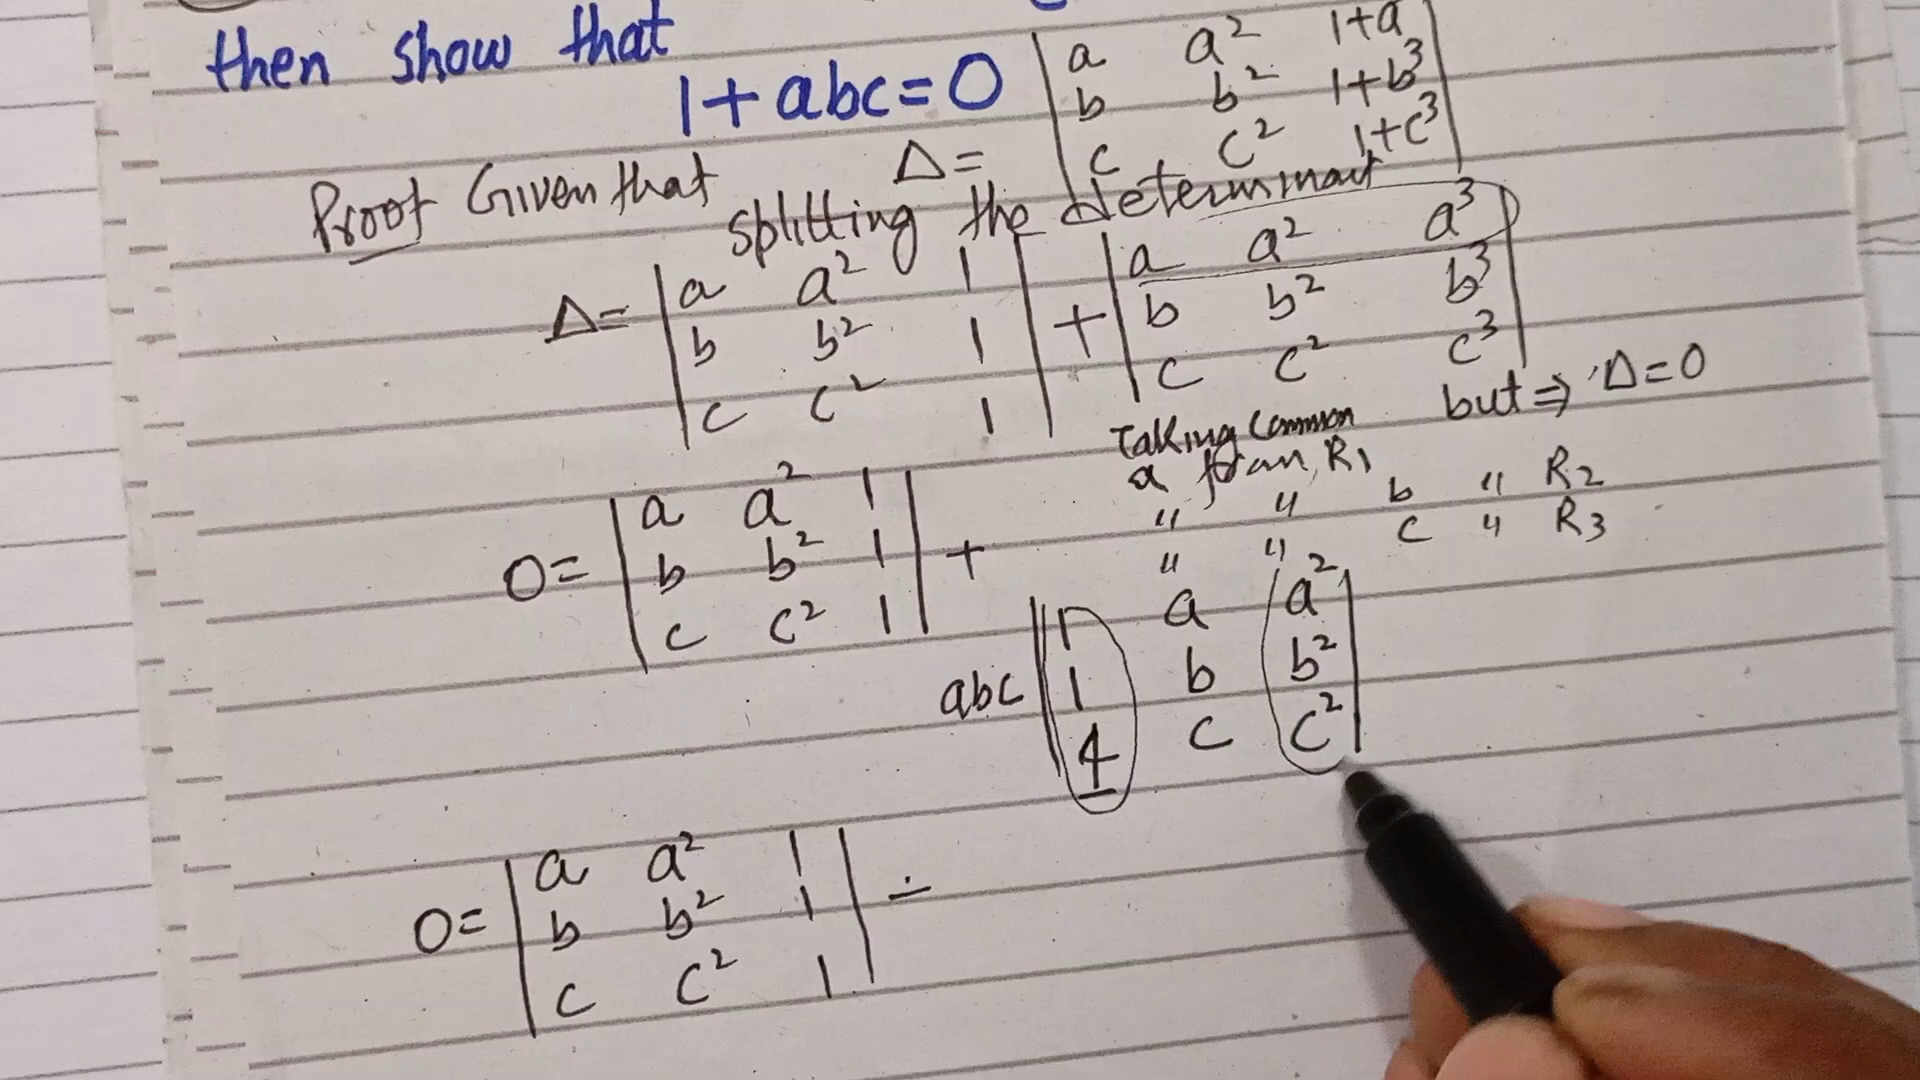 then show that
1+abc=0
Δ= | a a² 1+a
b b² 1+b³
c c² 1+c³ |
Proof Given that
splitting the determinant
Δ= | a a² 1 | + | a a² a³ |
| b b² 1 | | b b² b³ |
| c c² 1 | | c c² c³ |
but ⇒ Δ=0
Taking Common
a from R₁
" " b " R₂
" " c " R₃
0= | a a² 1 | +
| b b² 1 |
| c c² 1 |
abc | 1 a a² |
| 1 b b² |
| 1 c c² |
0= | a a² 1 | -
| b b² 1 |
| c c² 1 |